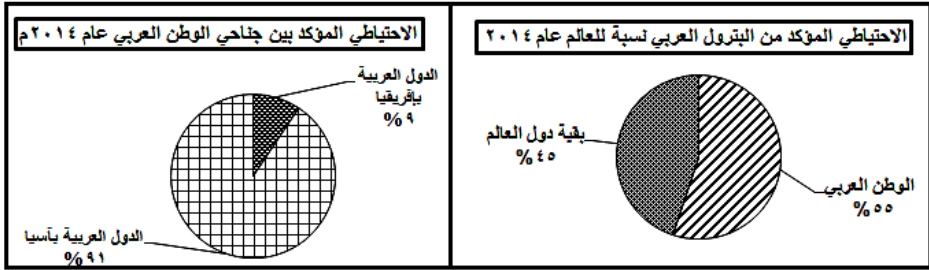 الاحتياطي المؤكد من البترول العربي نسبة للعالم عام ٢٠١٤
بقية دول العالم
٤٥ %
الوطن العربي
٥٥ %
الاحتياطي المؤكد بين جناحي الوطن العربي عام ٢٠١٤م
الدول العربية
بإفريقيا
٩ %
الدول العربية بآسيا
٩١ %